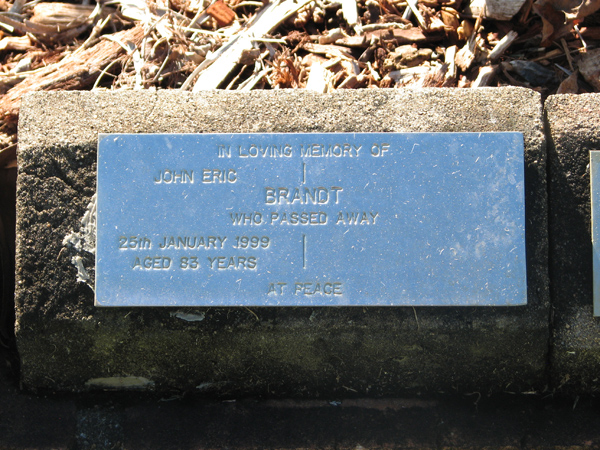 IN LOVING MEMORY OF
JOHN ERIC
BRANDT
WHO PASSED AWAY
25th JANUARY 1999
AGED 83 YEARS
AT PEACE